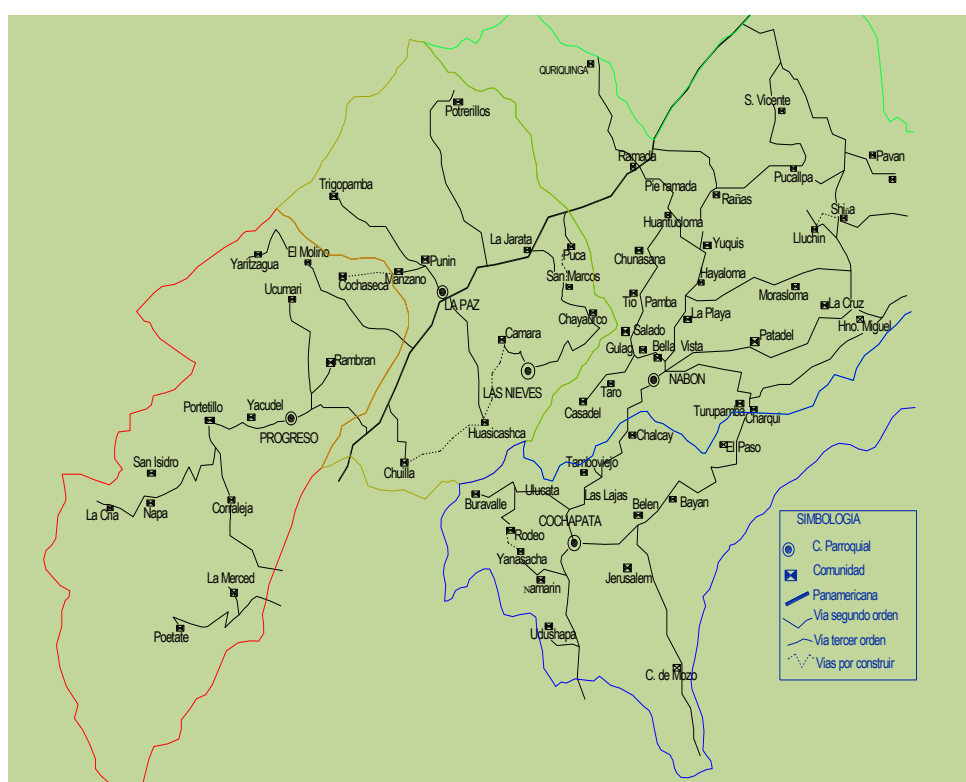 QURIQUINGA
Potrerillos
S. Vicente
Pavan
Ramada
Pucallpa
Trigopamba
Pie ramada
Rañas
Huantugloma
Shiña
Lluchin
La Jarata
Puca
Yuquis
El Molino
Yaritzagua
Punin
Chunasana
Cochaseca
Manzano
San Marcos
Hayaloma
Ucumari
LA PAZ
Tio Pamba
Morasloma
La Cruz
Chayaurco
La Playa
Hno. Miguel
Camara
Salado
Patadel
Gulag
Bella Vista
Rambran
LAS NIEVES
NABON
Taro
Casadel
Portetillo
Yacudel
Turupamba
Charqui
PROGRESO
Huasicashca
Chalcay
El Paso
San Isidro
Chuilla
Tamboviejo
Buravalle
Ulucata
Las Lajas
Bayan
La Cria
Napa
Corraleja
Belen
COCHAPATA
Rodeo
Yanasacha
Jerusalem
La Merced
Ñamarin
Poetate
Udushapa
C. de Mozo
SIMBOLOGIA
C. Parroquial
Comunidad
Panamericana
Via segundo orden
Via tercer orden
Vias por construir